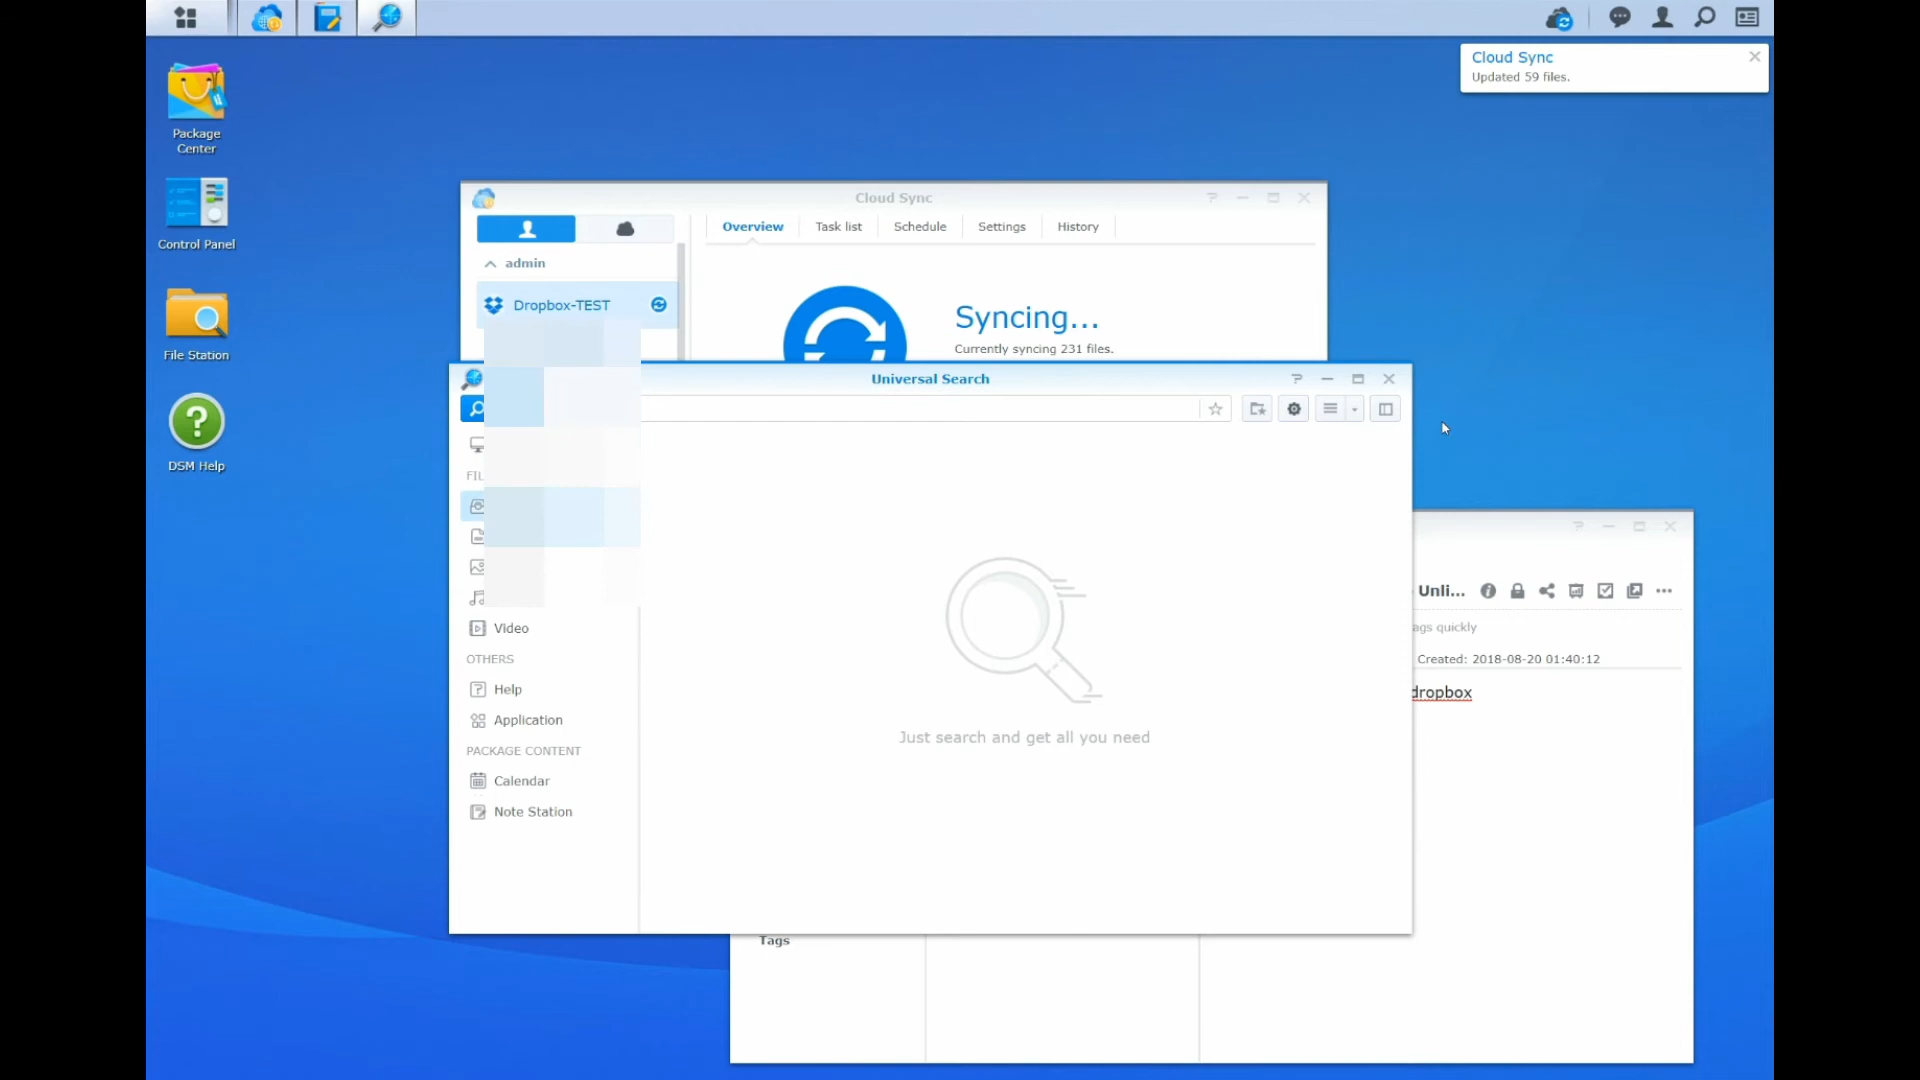 Cloud Sync
Updated 59 files.
Package
Center
Control Panel
File Station
DSM Help
Cloud Sync
Overview
Task list
Schedule
Settings
History
admin
Dropbox-TEST
Syncing...
Currently syncing 231 files.
Universal Search
FIL
Video
OTHERS
Help
Application
PACKAGE CONTENT
Calendar
Note Station
Just search and get all you need
Unli...
ags quickly
Created: 2018-08-20 01:40:12
dropbox
Tags